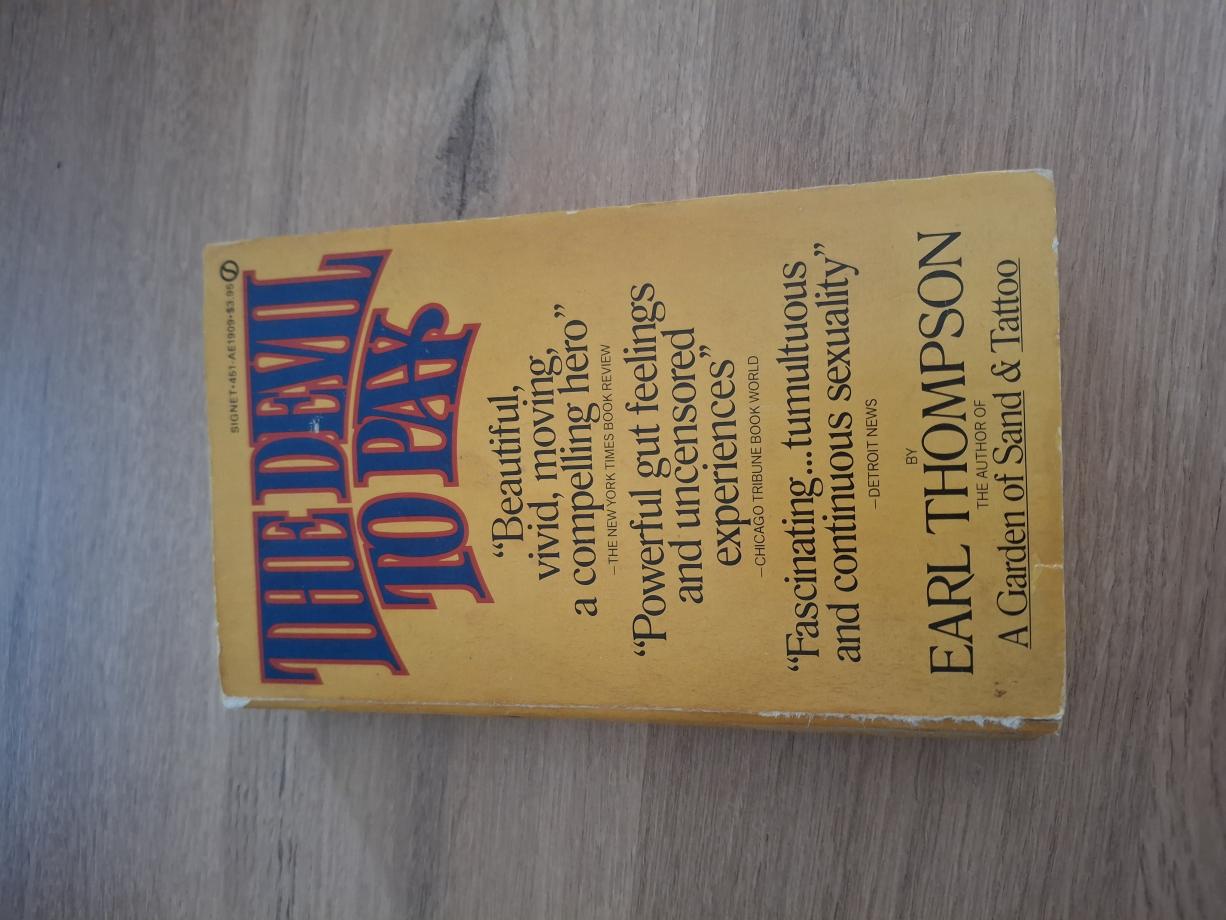 SIGNET•451-AE1909•$3.95
THE DEVIL
TO PAY
“Beautiful,
vivid, moving,
a compelling hero”
—THE NEW YORK TIMES BOOK REVIEW
“Powerful gut feelings
and uncensored
experiences”
—CHICAGO TRIBUNE BOOK WORLD
“Fascinating...tumultuous
and continuous sexuality”
—DETROIT NEWS
BY
EARL THOMPSON
THE AUTHOR OF
A Garden of Sand & Tattoo